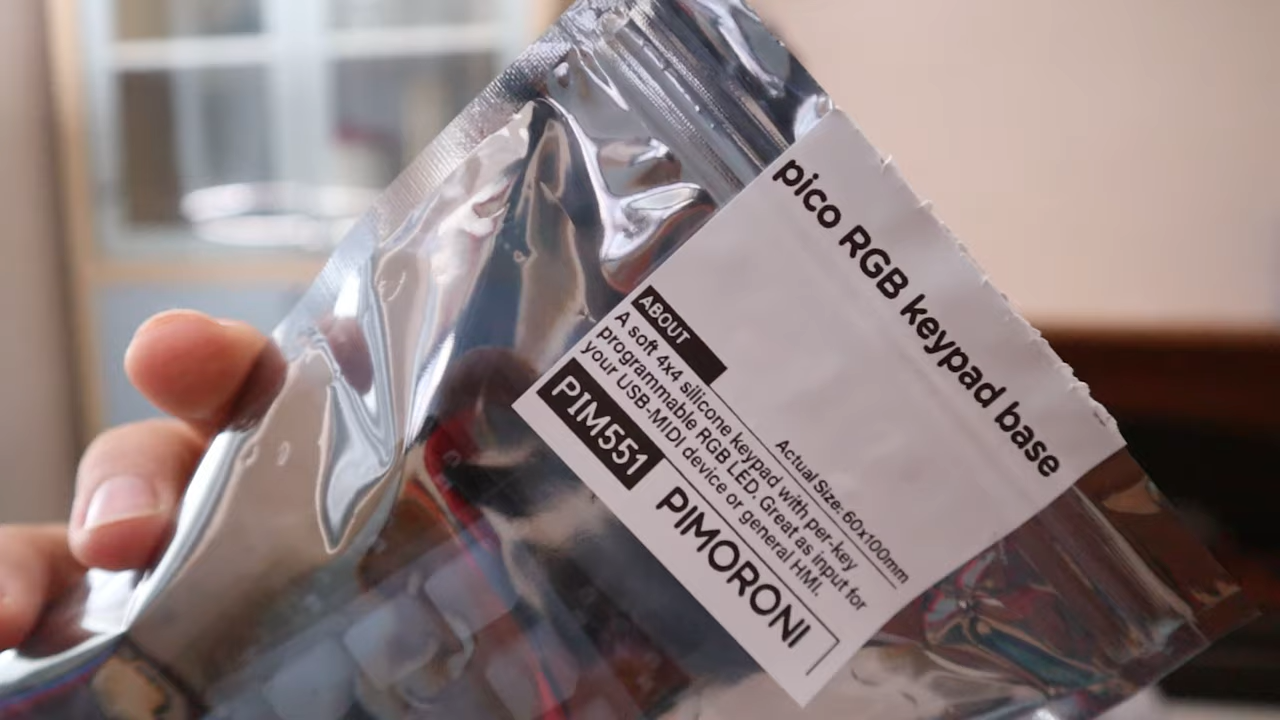 pico RGB keypad base
Actual Size: 60x100mm
ABOUT
A soft 4x4 silicone keypad with per-key
programmable RGB LED. Great as input for
your USB-MIDI device or general HMI.
PIM551
PIMORONI